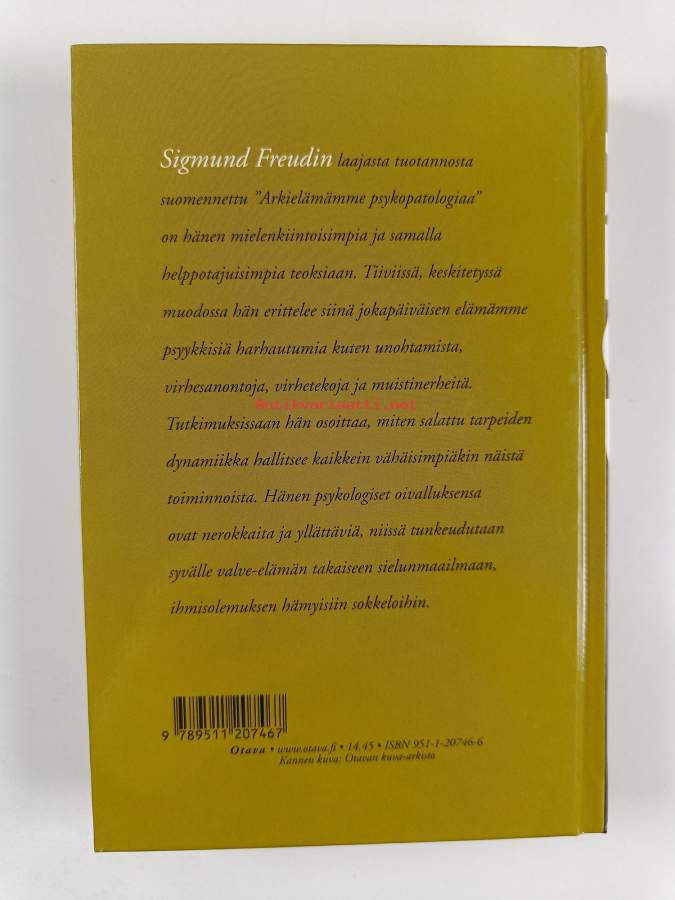 Sigmund Freudin laajasta tuotannosta
suomennettu ”Arkielämämme psykopatologiaa”
on hänen mielenkiintoisimpia ja samalla
helppotajuisimpia teoksiaan. Tiiviissä, keskitetyssä
muodossa hän erittelee siinä jokapäiväisen elämämme
psyykkisiä harhautumia kuten unohtamista,
virhesanontoja, virhetekoja ja muistinerheitä.
Antikvariaatti.net
Tutkimuksissaan hän osoittaa, miten salattu tarpeiden
dynamiikka hallitsee kaikkein vähäisimpiäkin näistä
toiminnoista. Hänen psykologiset oivalluksensa
ovat nerokkaita ja yllättäviä, niissä tunkeudutaan
syvälle valve-elämän takaiseen sielunmaailmaan,
ihmisolemuksen hämyisiin sokkeloihin.
9 789511 207467
Otava • www.otava.fi • 14.45 • ISBN 951-1-20746-6
Kannen kuva: Otavan kuva-arkisto